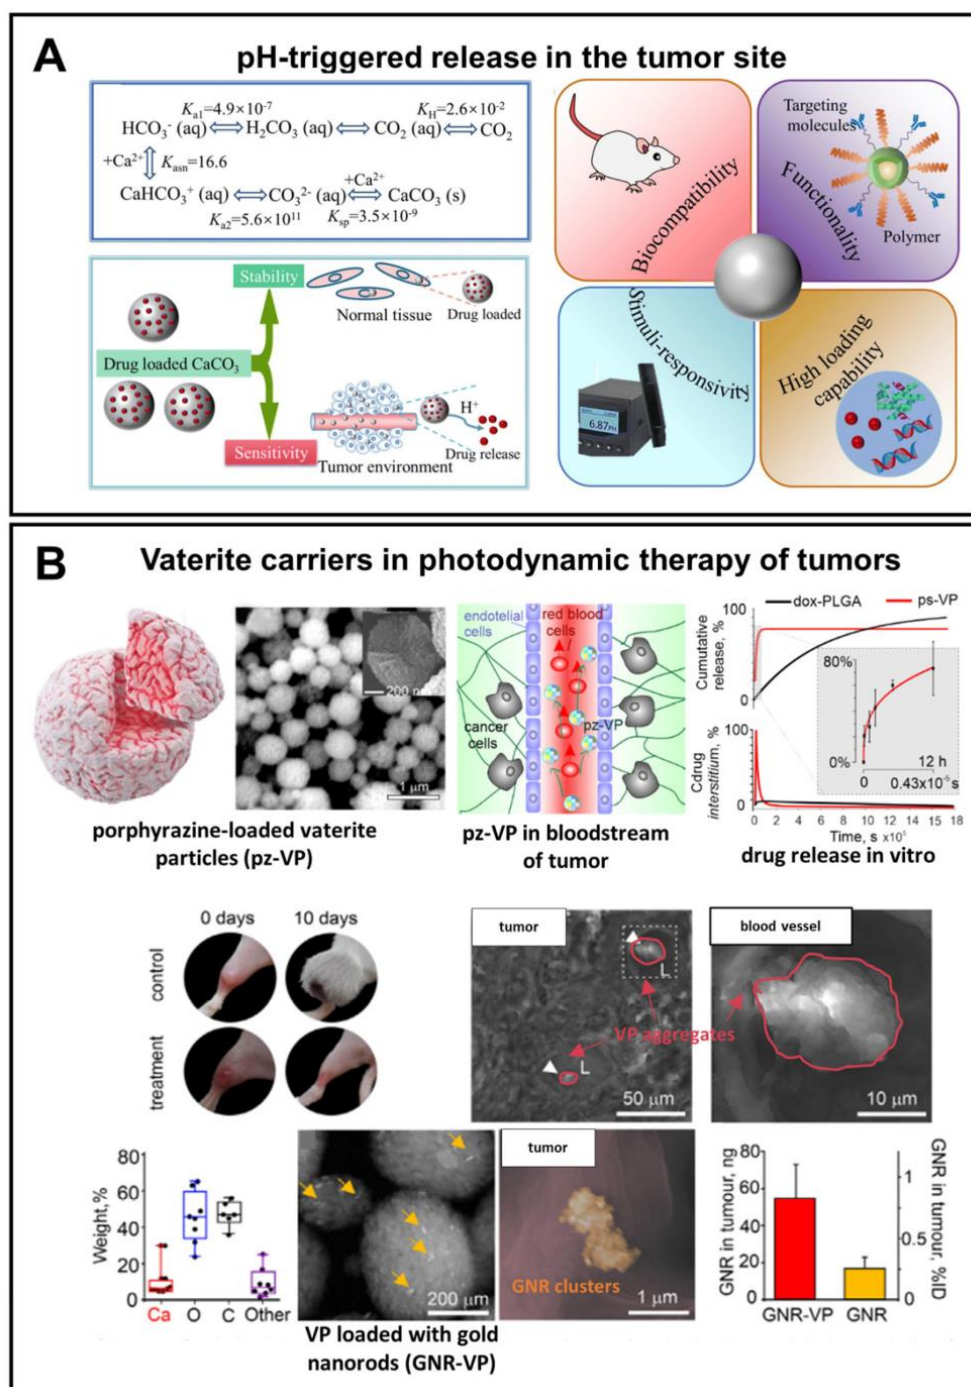 A
pH-triggered release in the tumor site
Ka1=4.9×10⁻⁷
KH=2.6×10⁻²
HCO₃⁻ (aq) ⇔ H₂CO₃ (aq) ⇔ CO₂ (aq) ⇔ CO₂
+Ca²⁺
Kasn=16.6
+Ca²⁺
CaHCO₃⁺ (aq) ⇔ CO₃²⁻ (aq) ⇔ CaCO₃ (s)
Ka2=5.6×10¹¹
Ksp=3.5×10⁻⁹
Stability
Normal tissue
Drug loaded
Drug loaded CaCO₃
H⁺
Sensitivity
Tumor environment
Drug release
Biocompatibility
Targeting
molecules
Functionality
Polymer
Stimuli-responsivity
6.87PH
High loading
capability
B
Vaterite carriers in photodynamic therapy of tumors
200 nm
1 μm
porphyrazine-loaded vaterite
particles (pz-VP)
endotelial
cells
red blood
cells
cancer
cells
pz-VP
pz-VP in bloodstream
of tumor
dox-PLGA
ps-VP
Cumutative
release, %
100
0
80%
0%
0
12 h
0.43x10⁻⁵s
Cdrug
interstitium, %
100
0
0 2 4 6 8 10 12 14 16 18
Time, s x10⁵
drug release in vitro
0 days
10 days
control
treatment
tumor
L
VP aggregates
L
50 μm
blood vessel
10 μm
Weight,%
80
60
40
20
0
Ca
O
C
Other
200 μm
VP loaded with gold
nanorods (GNR-VP)
tumor
GNR clusters
1 μm
GNR in tumour, ng
80
60
40
20
0
GNR-VP
GNR
1
0.5
0
GNR in tumour, %ID